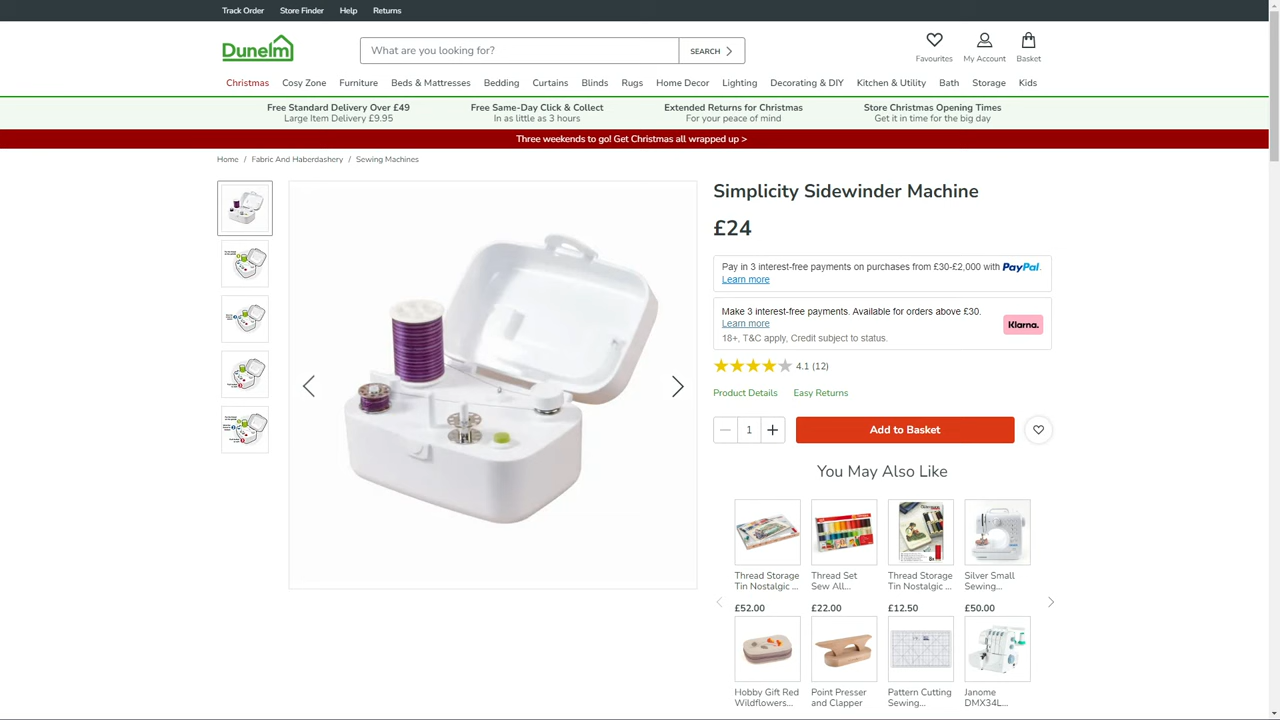 Track Order
Store Finder
Help
Returns
Dunelm
What are you looking for?
SEARCH
Favourites
My Account
Basket
Christmas
Cosy Zone
Furniture
Beds & Mattresses
Bedding
Curtains
Blinds
Rugs
Home Decor
Lighting
Decorating & DIY
Kitchen & Utility
Bath
Storage
Kids
Free Standard Delivery Over £49
Large Item Delivery £9.95
Free Same-Day Click & Collect
In as little as 3 hours
Extended Returns for Christmas
For your peace of mind
Store Christmas Opening Times
Get it in time for the big day
Three weekends to go! Get Christmas all wrapped up >
Home / Fabric And Haberdashery / Sewing Machines
Simplicity Sidewinder Machine
£24
Pay in 3 interest-free payments on purchases from £30-£2,000 with PayPal.
Learn more
Make 3 interest-free payments. Available for orders above £30.
Learn more
18+, T&C apply, Credit subject to status.
Klarna.
4.1 (12)
Product Details
Easy Returns
1
Add to Basket
You May Also Like
Thread Storage
Tin Nostalgic ...
£52.00
Thread Set
Sew All...
£22.00
Thread Storage
Tin Nostalgic ...
£12.50
Silver Small
Sewing...
£50.00
Hobby Gift Red
Wildflowers...
Point Presser
and Clapper
Pattern Cutting
Sewing...
Janome
DMX34L...